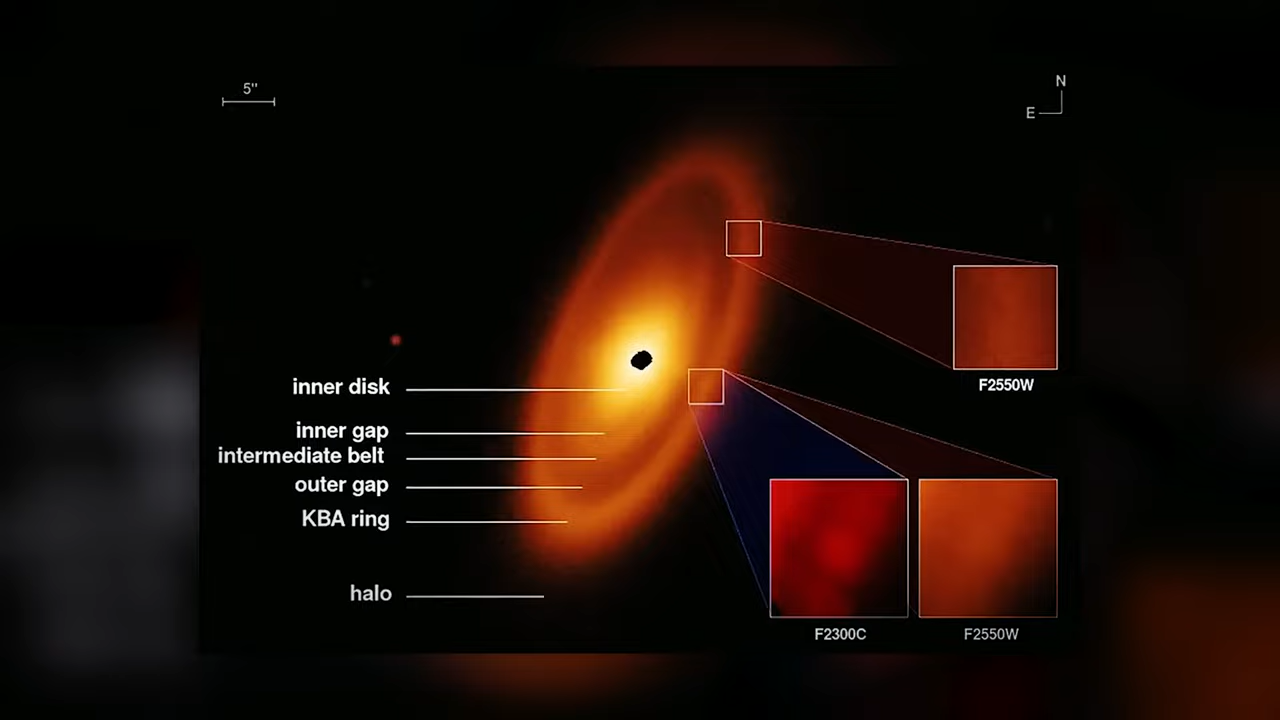 5"
N
E
inner disk
inner gap
intermediate belt
outer gap
KBA ring
halo
F2550W
F2300C
F2550W